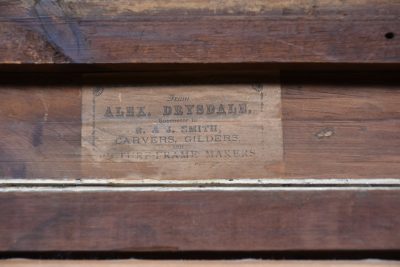 From
ALEX. DRYSDALE,
Successor to
R. & J. SMITH,
CARVERS, GILDERS,
AND
PICTURE-FRAME MAKERS